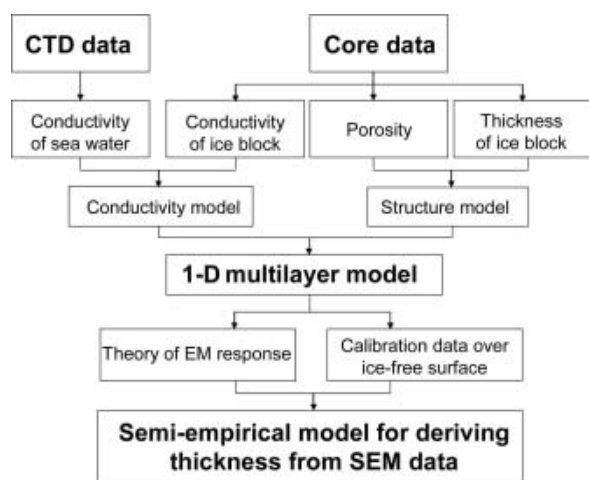 CTD data
Core data
Conductivity
of sea water
Conductivity
of ice block
Porosity
Thickness
of ice block
Conductivity model
Structure model
1-D multilayer model
Theory of EM response
Calibration data over
ice-free surface
Semi-empirical model for deriving
thickness from SEM data